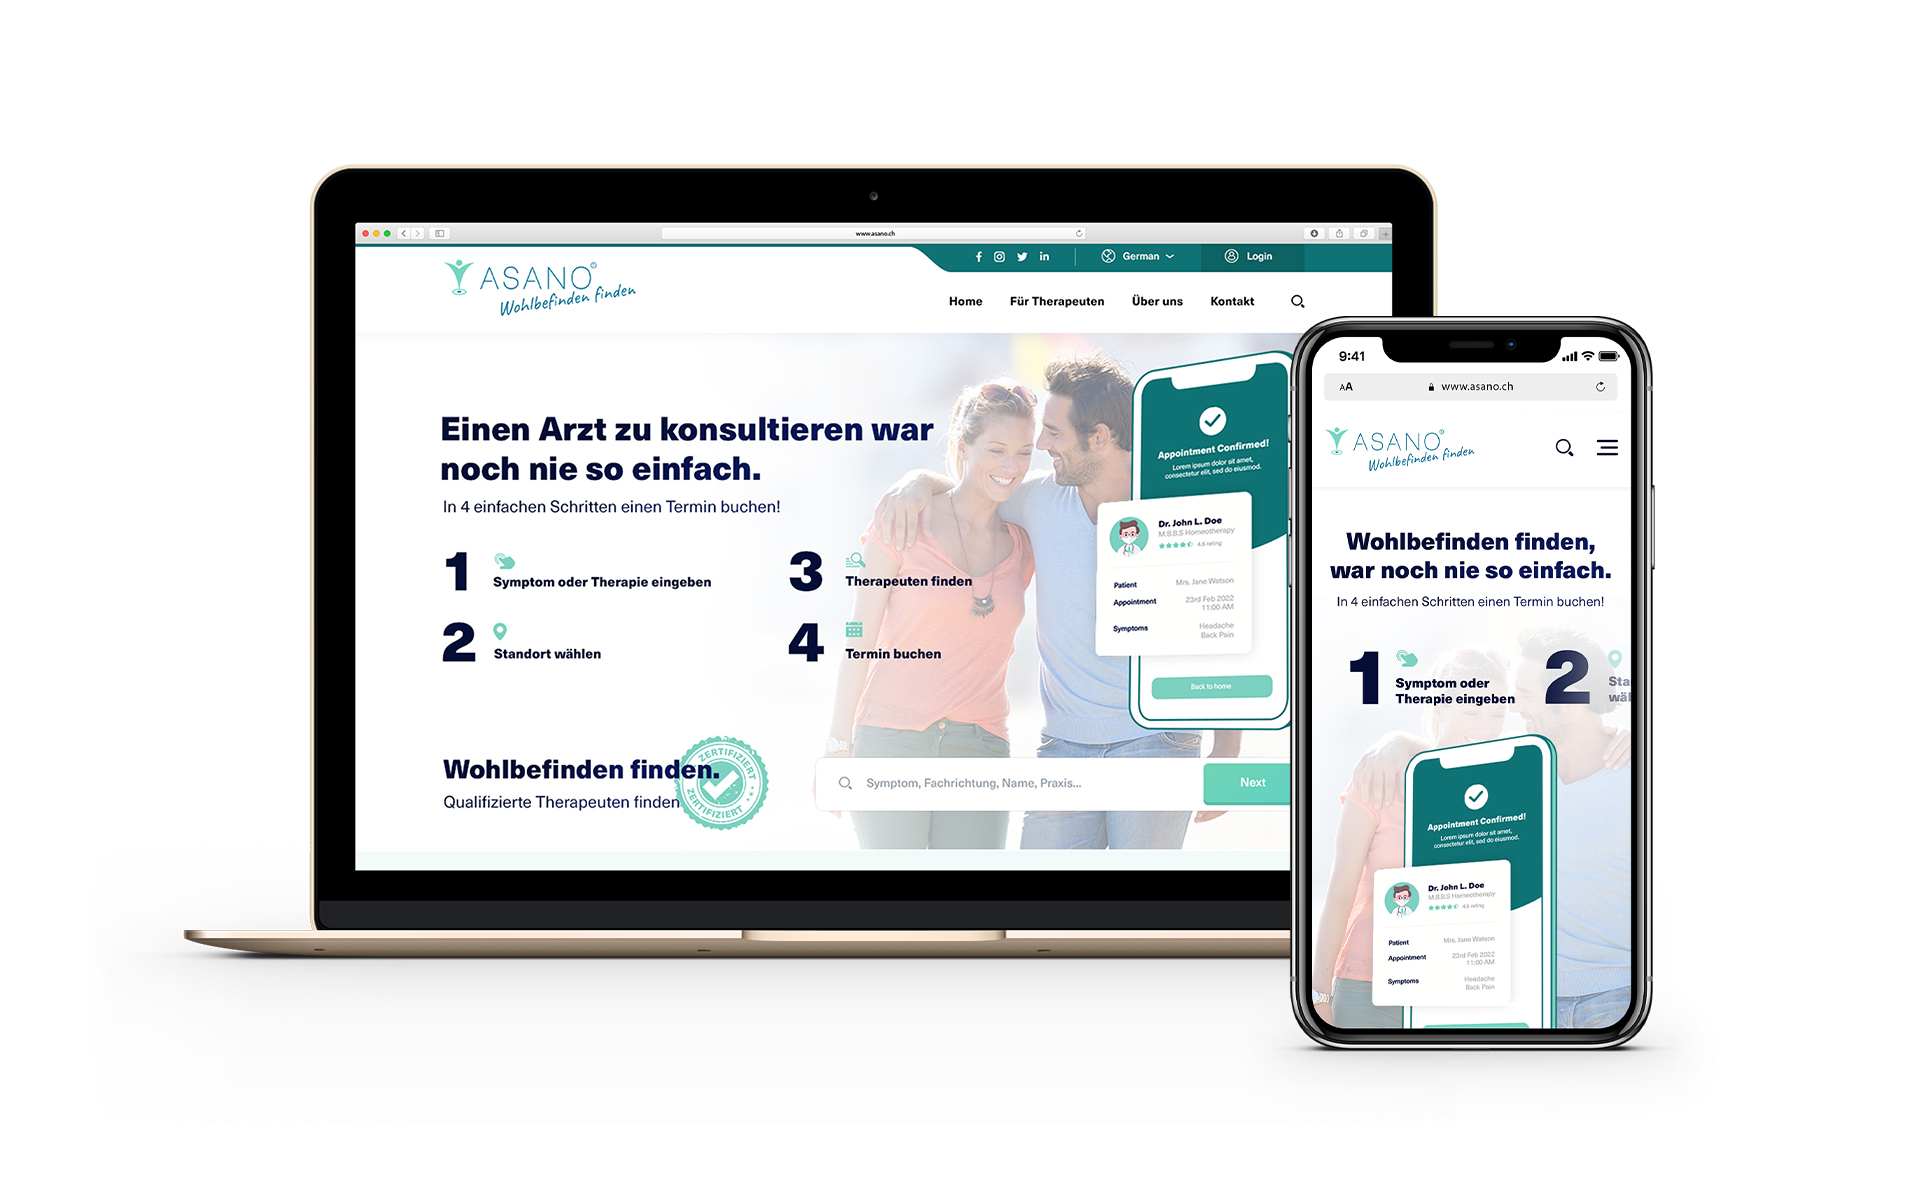 www.asano.ch
German
Login
ASANO
Wohlbefinden finden
Home
Für Therapeuten
Über uns
Kontakt
Einen Arzt zu konsultieren war
noch nie so einfach.
In 4 einfachen Schritten einen Termin buchen!
1
Symptom oder Therapie eingeben
2
Standort wählen
3
Therapeuten finden
4
Termin buchen
Appointment Confirmed!
Lorem ipsum dolor sit amet,
consectetur elit, sed do eiusmod.
Dr. John L. Doe
M.B.B.S Homeotherapy
4.5 rating
Patient Mrs. Jane Watson
Appointment 23rd Feb 2022
11:00 AM
Symptoms Headache
Back Pain
Back to home
Wohlbefinden finden.
Qualifizierte Therapeuten finden
ZERTIFIZIERT
ZERTIFIZIERT
Symptom, Fachrichtung, Name, Praxis...
Next
9:41
AA
www.asano.ch
ASANO
Wohlbefinden finden
Wohlbefinden finden,
war noch nie so einfach.
In 4 einfachen Schritten einen Termin buchen!
1
Symptom oder
Therapie eingeben
2
Sta
wäl
Appointment Confirmed!
Lorem ipsum dolor sit amet,
consectetur elit, sed do eiusmod.
Dr. John L. Doe
M.B.B.S Homeotherapy
4.5 rating
Patient Mrs. Jane Watson
Appointment 23rd Feb 2022
11:00 AM
Symptoms Headache
Back Pain